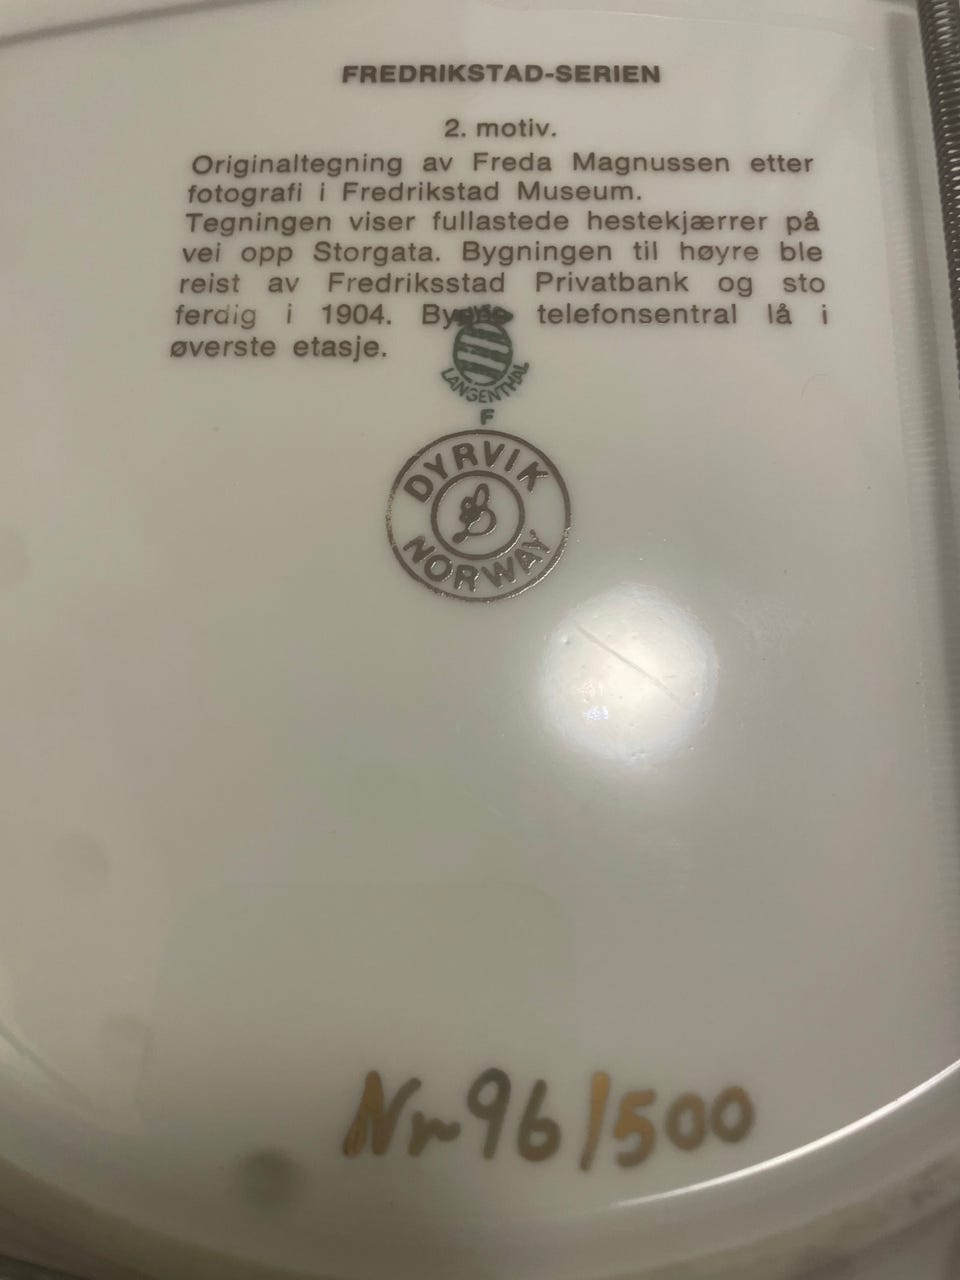 FREDRIKSTAD-SERIEN
2. motiv.
Originaltegning av Freda Magnussen etter
fotografi i Fredrikstad Museum.
Tegningen viser fullastede hestekjærrer på
vei opp Storgata. Bygningen til høyre ble
reist av Fredriksstad Privatbank og sto
ferdig i 1904. telefonsentral lå i
øverste etasje.
LANGENTHAL
F
DYRVIK
NORWAY
Nr 96/500